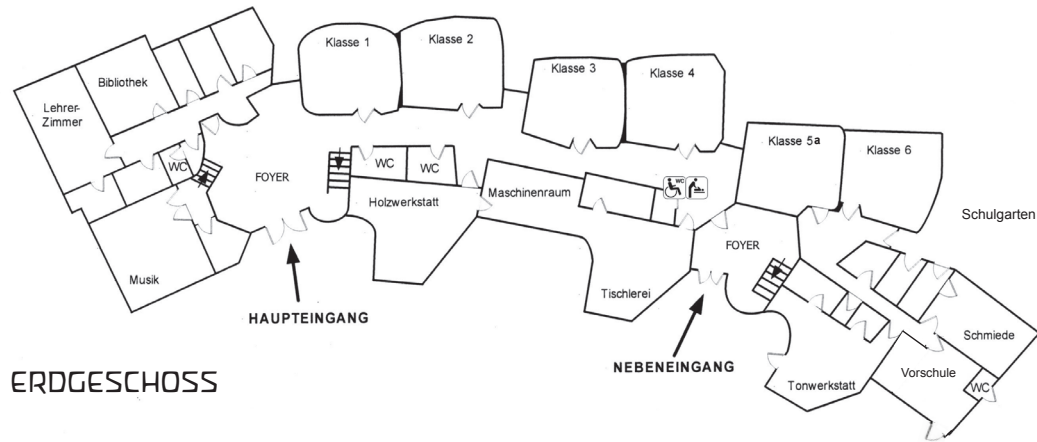 Klasse 1
Klasse 2
Klasse 3
Klasse 4
Bibliothek
Lehrer-
Zimmer
Klasse 5a
Klasse 6
WC
WC
WC
FOYER
WC
Maschinenraum
Holzwerkstatt
Schulgarten
FOYER
Musik
Tischlerei
HAUPTEINGANG
Schmiede
NEBENEINGANG
Vorschule
ERDGESCHOSS
Tonwerkstatt
WC